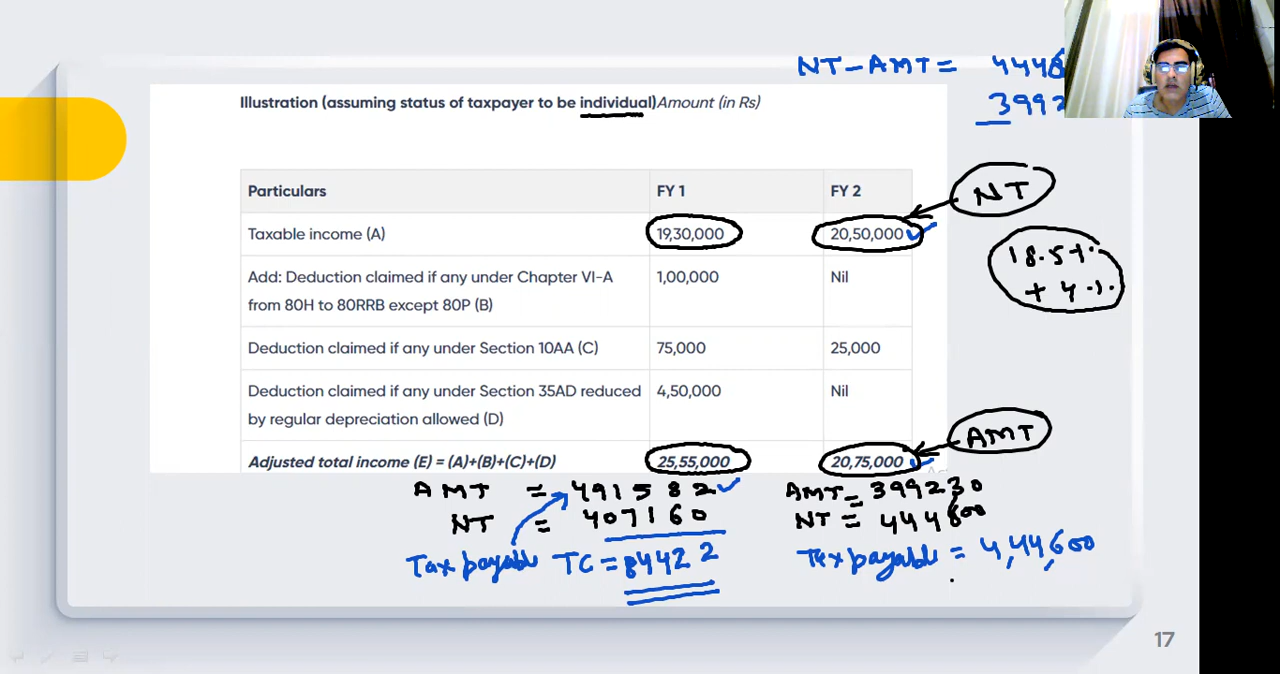 NT - AMT = 4446
3992
Illustration (assuming status of taxpayer to be individual)Amount (in Rs)
Particulars FY 1 FY 2
NT
Taxable income (A) 19,30,000 20,50,000
18.5%
+ 4%
Add: Deduction claimed if any under Chapter VI-A 1,00,000 Nil
from 80H to 80RRB except 80P (B)
Deduction claimed if any under Section 10AA (C) 75,000 25,000
Deduction claimed if any under Section 35AD reduced 4,50,000 Nil
by regular depreciation allowed (D)
AMT
Adjusted total income (E) = (A)+(B)+(C)+(D) 25,55,000 20,75,000
AMT = 491582 AMT = 399230
NT = 407160 NT = 444600
Tax payable TC = 84422 Tax payable = 4,44,600
17